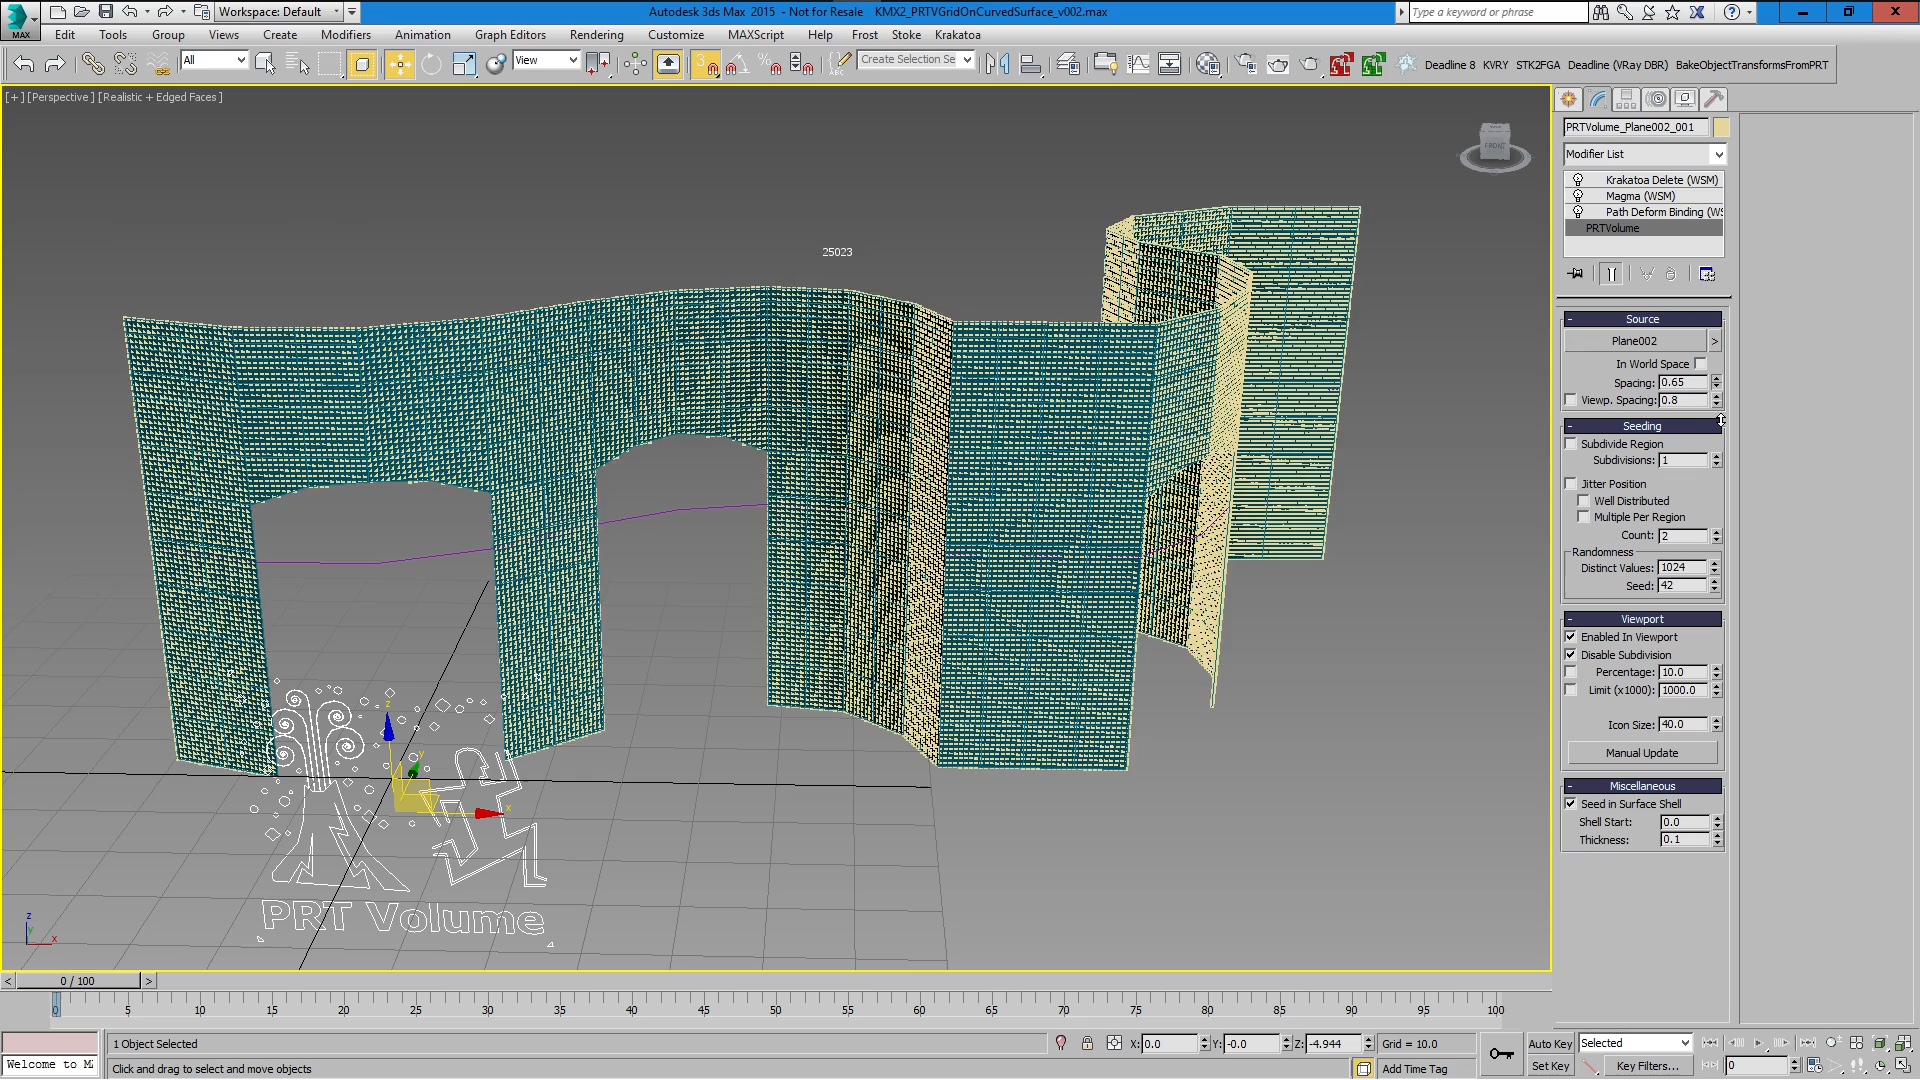 MAX
Workspace: Default
Autodesk 3ds Max 2015 - Not for Resale KMX2_PRTVGridOnCurvedSurface_v002.max
Type a keyword or phrase
Edit Tools Group Views Create Modifiers Animation Graph Editors Rendering Customize MAXScript Help Frost Stoke Krakatoa
All
View
3
Create Selection Se
Deadline 8 KVRY STK2FGA Deadline (VRay DBR) BakeObjectTransformsFromPRT
[+] [Perspective] [Realistic + Edged Faces]
FRONT
25023
PRT Volume
z
y
x
z
y
x
PRTVolume_Plane002_001
Modifier List
Krakatoa Delete (WSM)
Magma (WSM)
Path Deform Binding (WS
PRTVolume
- Source
Plane002 >
In World Space
Spacing: 0.65
Viewp. Spacing: 0.8
- Seeding
Subdivide Region
Subdivisions: 1
Jitter Position
Well Distributed
Multiple Per Region
Count: 2
Randomness
Distinct Values: 1024
Seed: 42
- Viewport
Enabled In Viewport
Disable Subdivision
Percentage: 10.0
Limit (x1000): 1000.0
Icon Size: 40.0
Manual Update
- Miscellaneous
Seed in Surface Shell
Shell Start: 0.0
Thickness: 0.1
< 0 / 100 >
0 5 10 15 20 25 30 35 40 45 50 55 60 65 70 75 80 85 90 95 100
1 Object Selected
X: 0.0 Y: -0.0 Z: -4.944 Grid = 10.0
Auto Key Selected
Welcome to M
Click and drag to select and move objects
Add Time Tag
Set Key Key Filters... 0